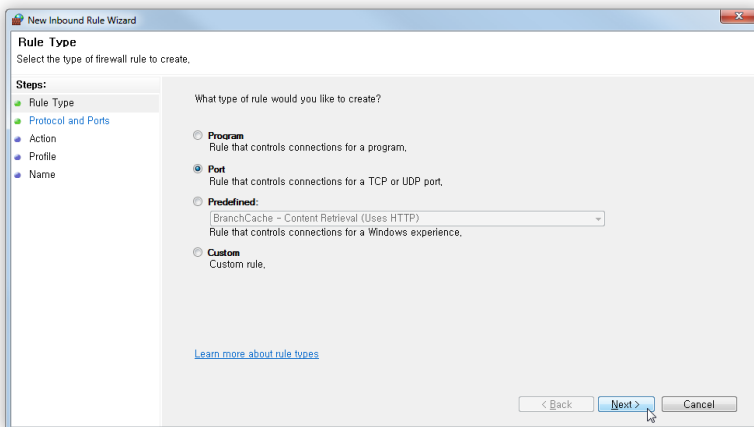 New Inbound Rule Wizard
Rule Type
Select the type of firewall rule to create.
Steps:
Rule Type
Protocol and Ports
Action
Profile
Name
What type of rule would you like to create?
Program
Rule that controls connections for a program.
Port
Rule that controls connections for a TCP or UDP port.
Predefined:
BranchCache - Content Retrieval (Uses HTTP)
Rule that controls connections for a Windows experience.
Custom
Custom rule.
Learn more about rule types
< Back
Next >
Cancel